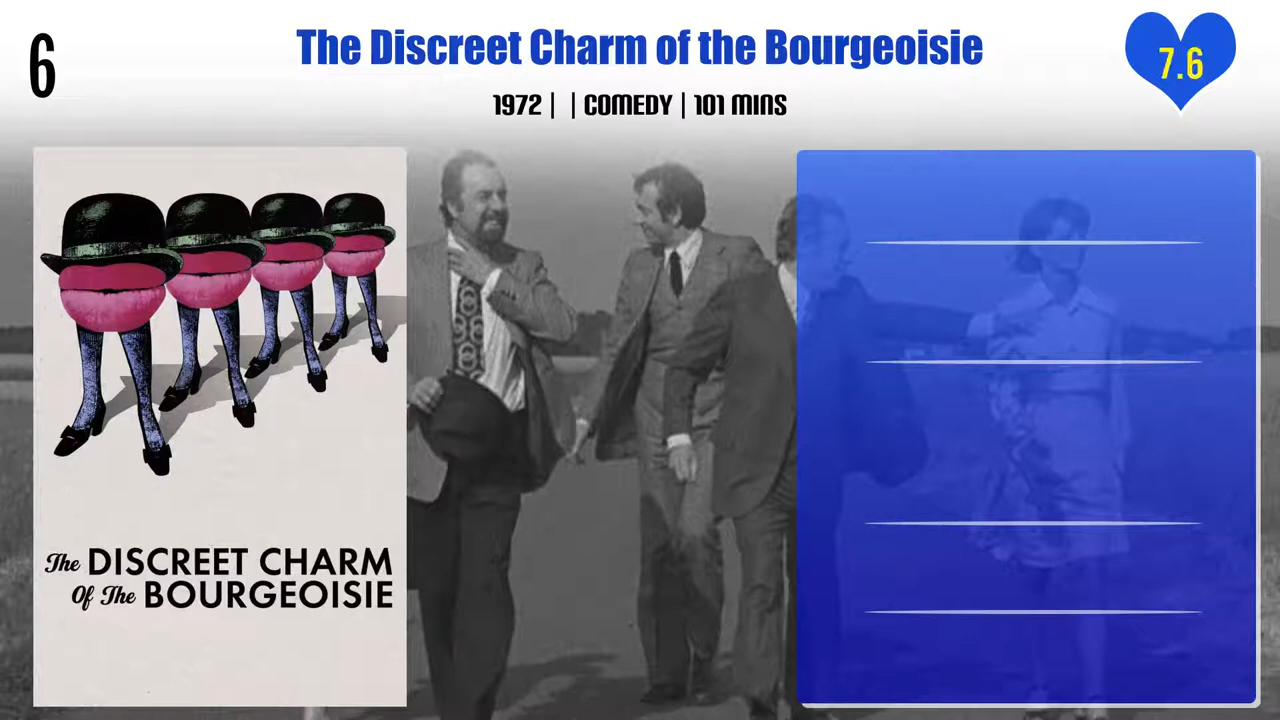 6
The Discreet Charm of the Bourgeoisie
7.6
1972 | | COMEDY | 101 MINS
The DISCREET CHARM
Of The BOURGEOISIE